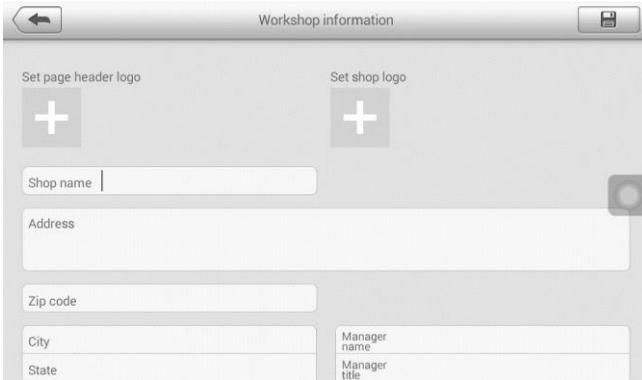 Workshop information
Set page header logo
Set shop logo
Shop name
Address
Zip code
City
Manager
name
State
Manager
title